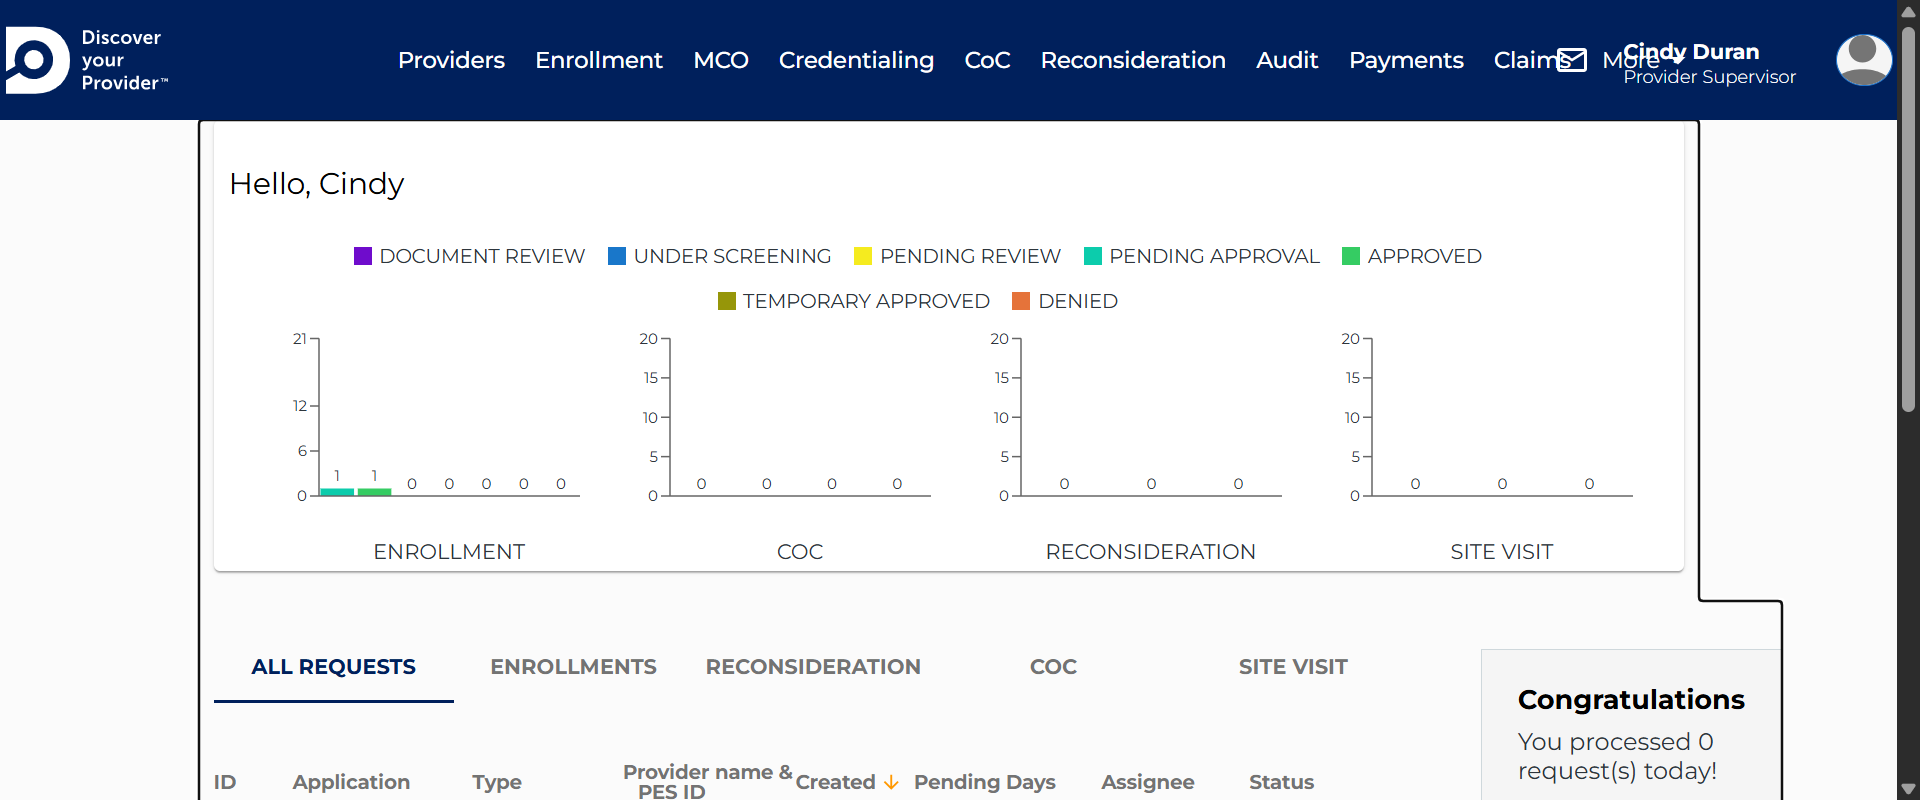 Discover
your
Provider™
Providers Enrollment MCO Credentialing CoC Reconsideration Audit Payments Claims More
Cindy Duran
Provider Supervisor
Hello, Cindy
DOCUMENT REVIEW UNDER SCREENING PENDING REVIEW PENDING APPROVAL APPROVED
TEMPORARY APPROVED DENIED
21
12
6
0
1 1 0 0 0 0 0
ENROLLMENT
20
15
10
5
0
0 0 0 0
COC
20
15
10
5
0
0 0 0
RECONSIDERATION
20
15
10
5
0
0 0 0
SITE VISIT
ALL REQUESTS ENROLLMENTS RECONSIDERATION COC SITE VISIT
ID Application Type Provider name &
PES ID Created Pending Days Assignee Status
Congratulations
You processed 0
request(s) today!